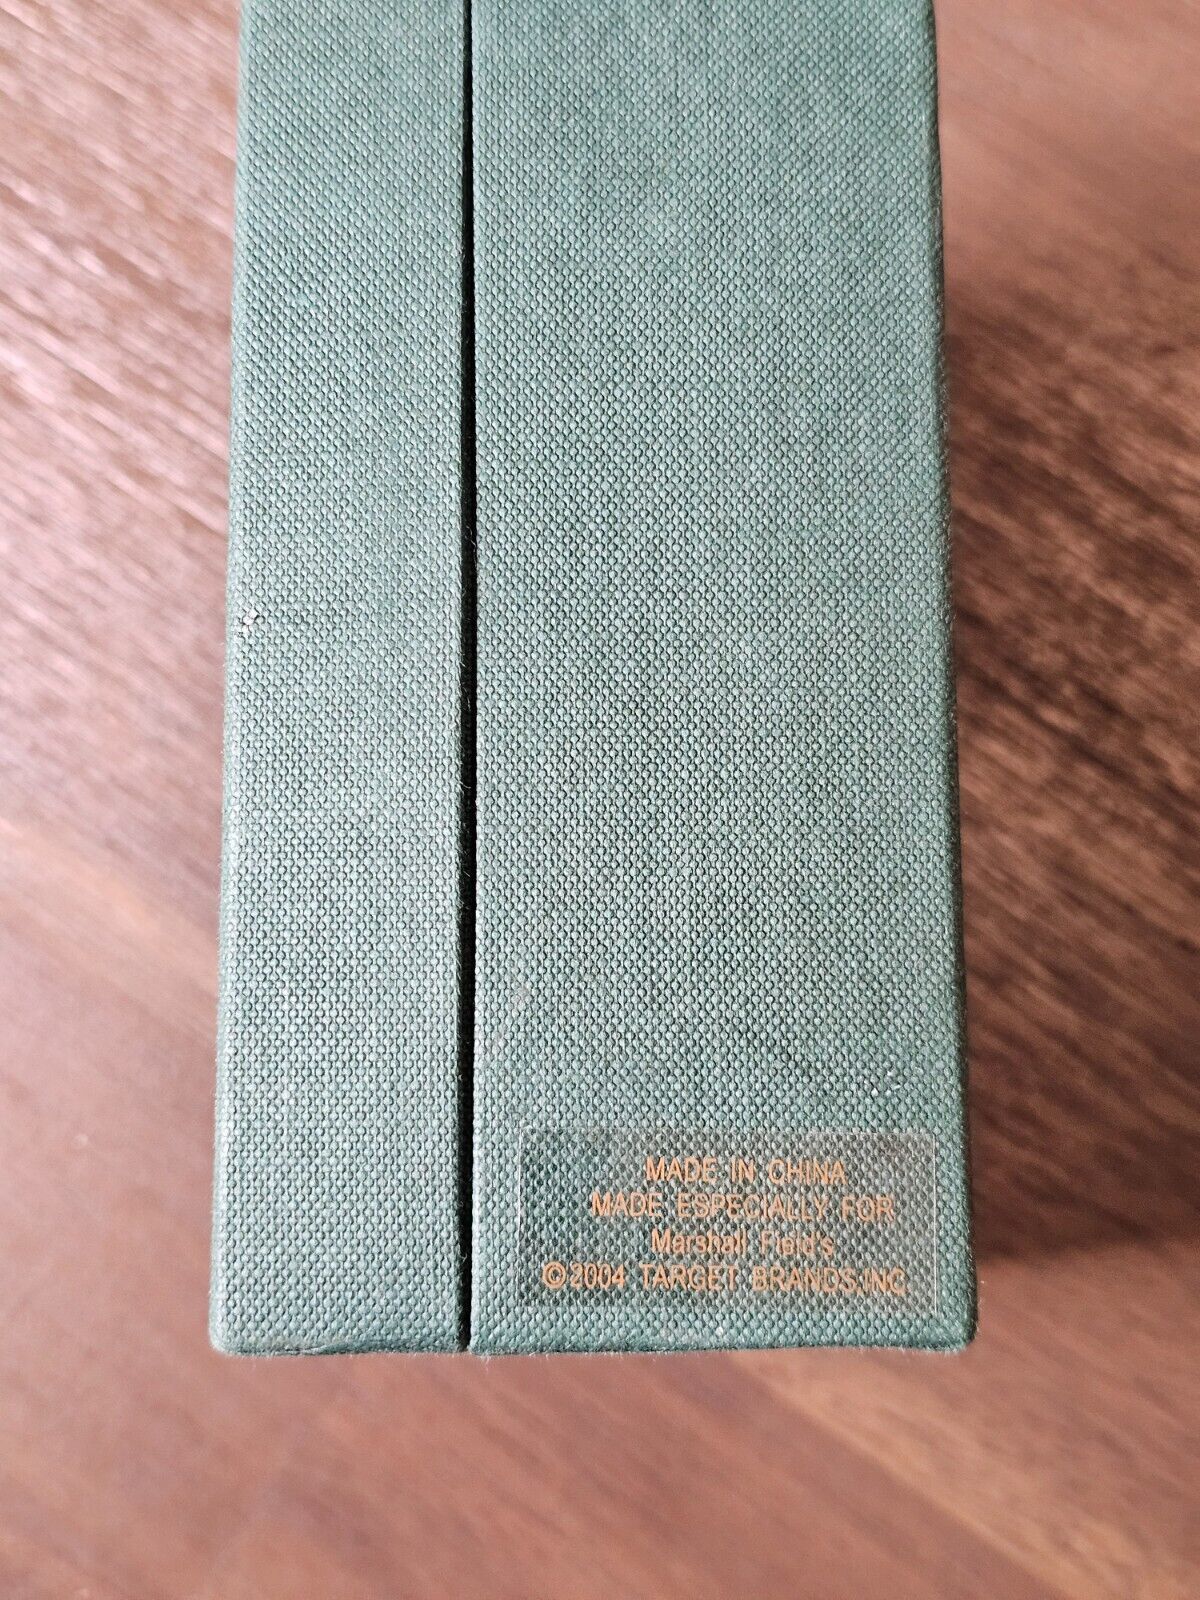 MADE IN CHINA
MADE ESPECIALLY FOR
Marshall Field's
©2004 TARGET BRANDS,INC